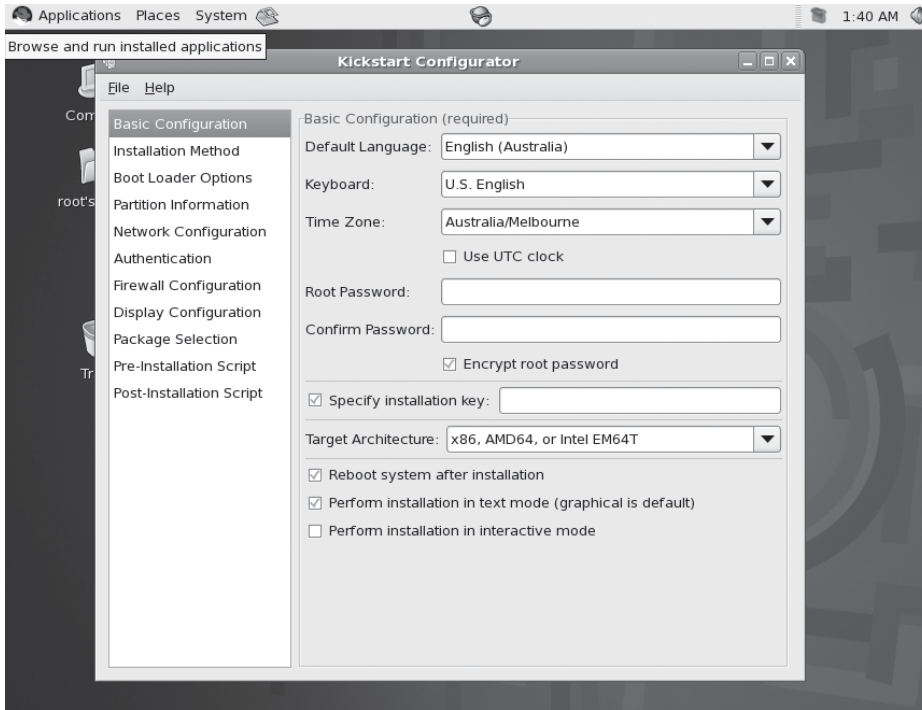 Applications Places System
1:40 AM
Browse and run installed applications
Kickstart Configurator
File Help
Com
root's
Tr
Basic Configuration
Installation Method
Boot Loader Options
Partition Information
Network Configuration
Authentication
Firewall Configuration
Display Configuration
Package Selection
Pre-Installation Script
Post-Installation Script
Basic Configuration (required)
Default Language: English (Australia)
Keyboard: U.S. English
Time Zone: Australia/Melbourne
Use UTC clock
Root Password:
Confirm Password:
Encrypt root password
Specify installation key:
Target Architecture: x86, AMD64, or Intel EM64T
Reboot system after installation
Perform installation in text mode (graphical is default)
Perform installation in interactive mode